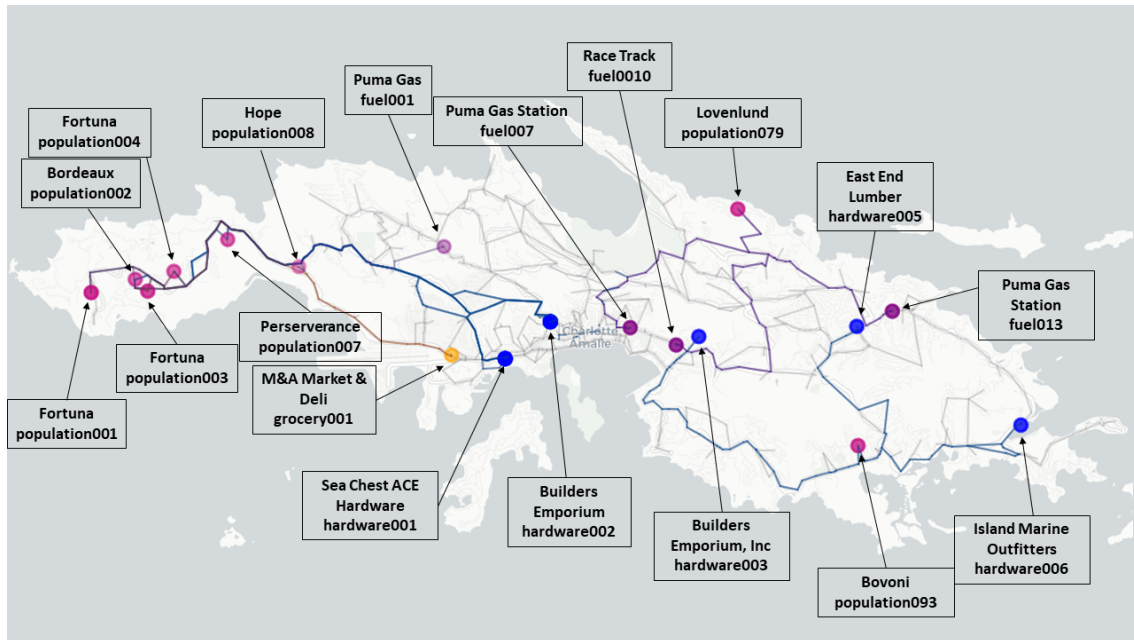 Race Track
fuel0010
Puma Gas
fuel001
Puma Gas Station
fuel007
Lovenlund
population079
Hope
population008
Fortuna
population004
Bordeaux
population002
East End
Lumber
hardware005
Puma Gas
Station
fuel013
Charlotte
Amalie
Perserverance
population007
Fortuna
population003
M&A Market &
Deli
grocery001
Fortuna
population001
Sea Chest ACE
Hardware
hardware001
Builders
Emporium
hardware002
Builders
Emporium, Inc
hardware003
Island Marine
Outfitters
hardware006
Bovoni
population093